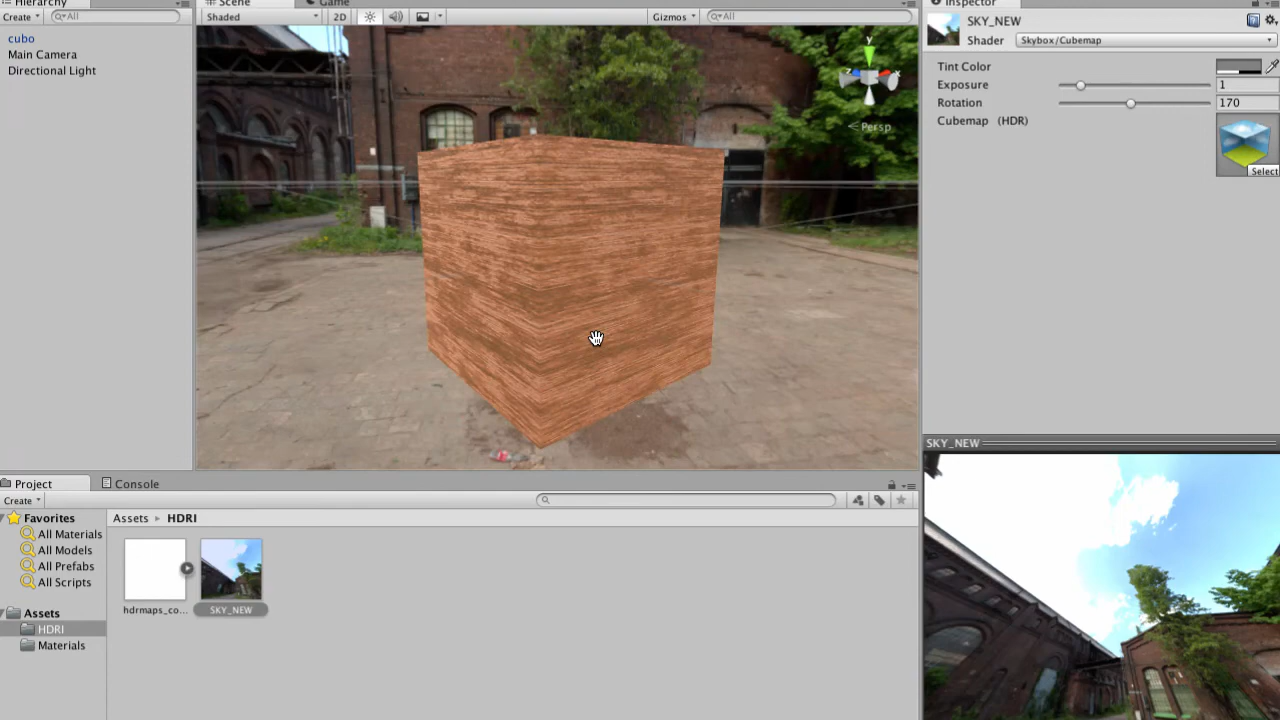 Hierarchy
Create
All
cubo
Main Camera
Directional Light
Scene
Game
Shaded
2D
Gizmos
All
y
z
x
Persp
Inspector
SKY_NEW
Shader
Skybox/Cubemap
Tint Color
Exposure
1
Rotation
170
Cubemap (HDR)
Select
SKY_NEW
Project
Console
Create
Favorites
All Materials
All Models
All Prefabs
All Scripts
Assets
HDRI
Materials
Assets
HDRI
hdrmaps_co...
SKY_NEW